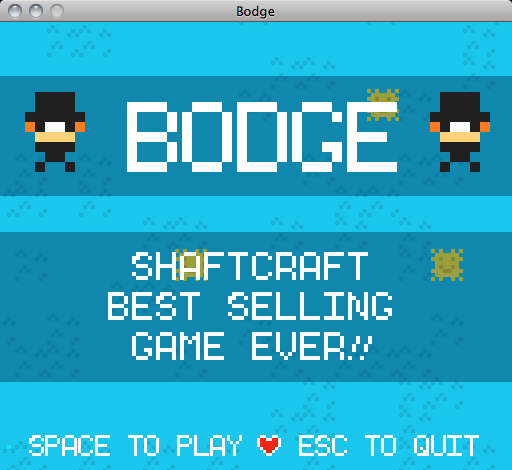 Bodge
BODGE
SHAFTCRAFT
BEST SELLING
GAME EVER!!
SPACE TO PLAY ❤ ESC TO QUIT